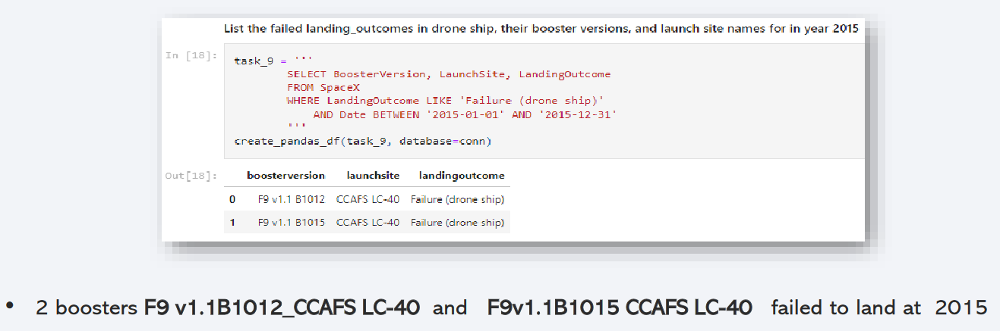 List the failed landing_outcomes in drone ship, their booster versions, and launch site names for in year 2015
In [18]:
task_9 = '''
SELECT BoosterVersion, LaunchSite, LandingOutcome
FROM SpaceX
WHERE LandingOutcome LIKE 'Failure (drone ship)'
AND Date BETWEEN '2015-01-01' AND '2015-12-31'
'''
create_pandas_df(task_9, database=conn)
Out[18]:
boosterversion launchsite landingoutcome
0 F9 v1.1 B1012 CCAFS LC-40 Failure (drone ship)
1 F9 v1.1 B1015 CCAFS LC-40 Failure (drone ship)
• 2 boosters F9 v1.1B1012_CCAFS LC-40 and F9v1.1B1015 CCAFS LC-40 failed to land at 2015